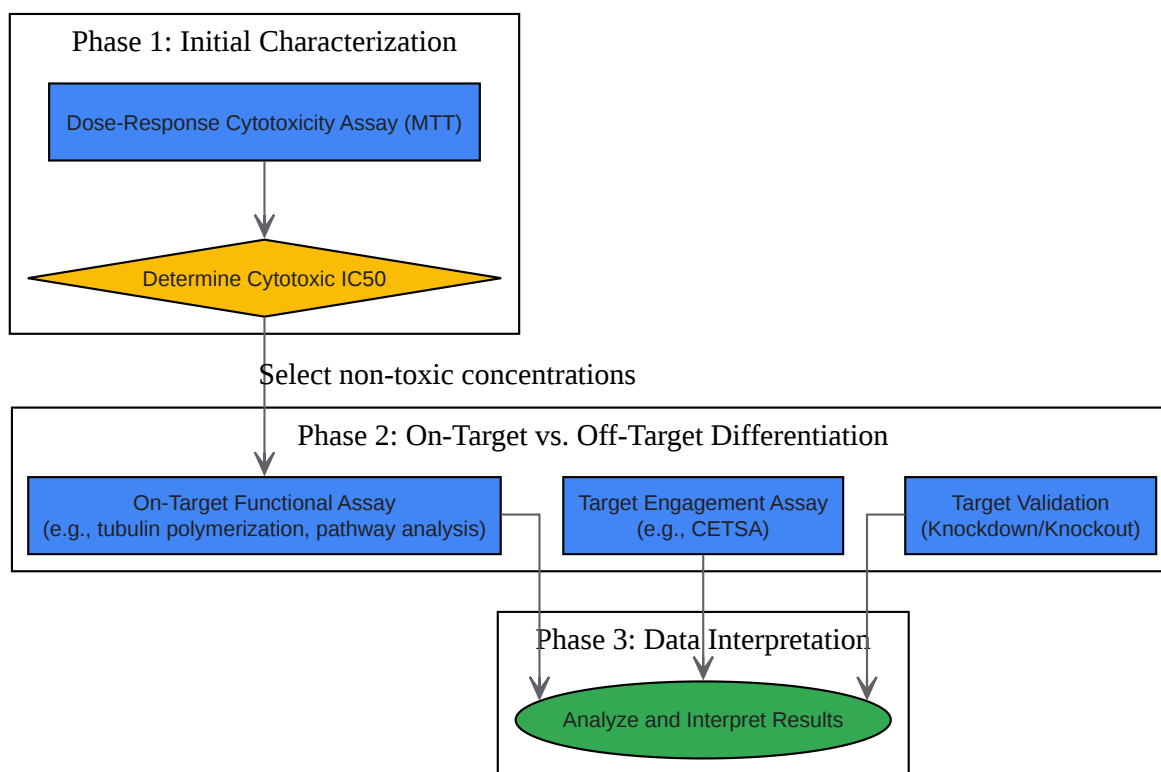 Phase 1: Initial Characterization
Dose-Response Cytotoxicity Assay (MTT)
Determine Cytotoxic IC50
Select non-toxic concentrations
Phase 2: On-Target vs. Off-Target Differentiation
On-Target Functional Assay
(e.g., tubulin polymerization, pathway analysis)
Target Engagement Assay
(e.g., CETSA)
Target Validation
(Knockdown/Knockout)
Phase 3: Data Interpretation
Analyze and Interpret Results